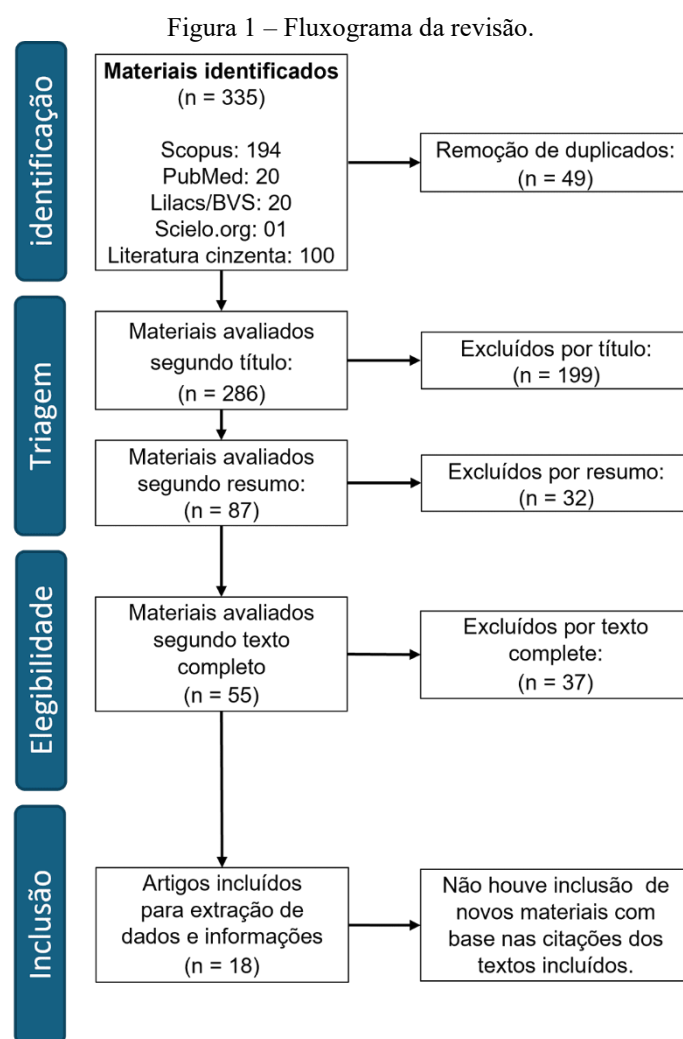 Figura 1 – Fluxograma da revisão.
identificação
Materiais identificados
(n = 335)
Scopus: 194
PubMed: 20
Lilacs/BVS: 20
Scielo.org: 01
Literatura cinzenta: 100
Remoção de duplicados:
(n = 49)
Triagem
Materiais avaliados
segundo título:
(n = 286)
Excluídos por título:
(n = 199)
Materiais avaliados
segundo resumo:
(n = 87)
Excluídos por resumo:
(n = 32)
Elegibilidade
Materiais avaliados
segundo texto
completo
(n = 55)
Excluídos por texto
complete:
(n = 37)
Inclusão
Artigos incluídos
para extração de
dados e informações
(n = 18)
Não houve inclusão de
novos materiais com
base nas citações dos
textos incluídos.